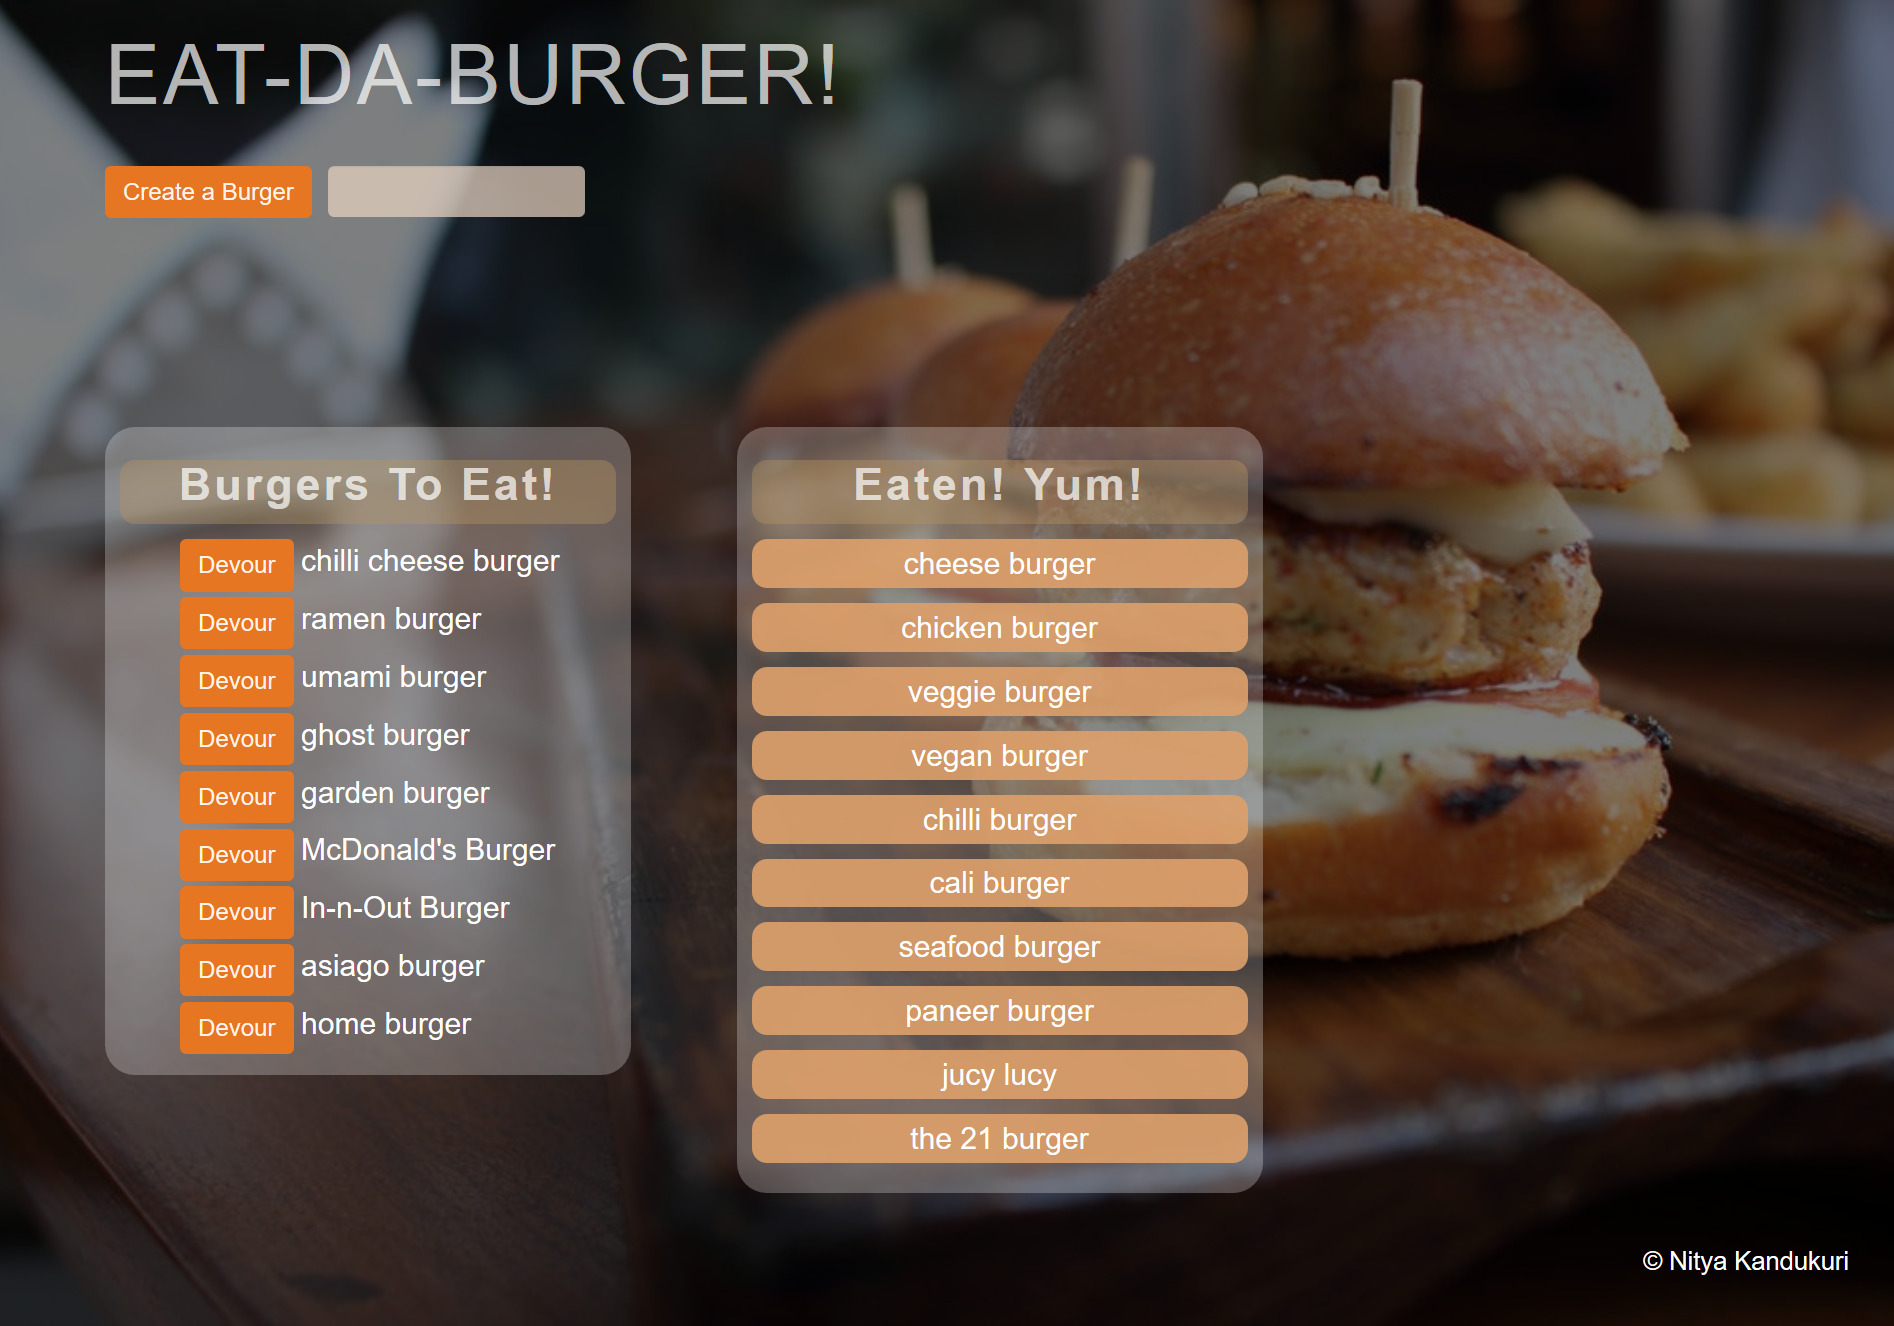 EAT-DA-BURGER!
Create a Burger
Burgers To Eat!
Devour chilli cheese burger
Devour ramen burger
Devour umami burger
Devour ghost burger
Devour garden burger
Devour McDonald's Burger
Devour In-n-Out Burger
Devour asiago burger
Devour home burger
Eaten! Yum!
cheese burger
chicken burger
veggie burger
vegan burger
chilli burger
cali burger
seafood burger
paneer burger
jucy lucy
the 21 burger
© Nitya Kandukuri